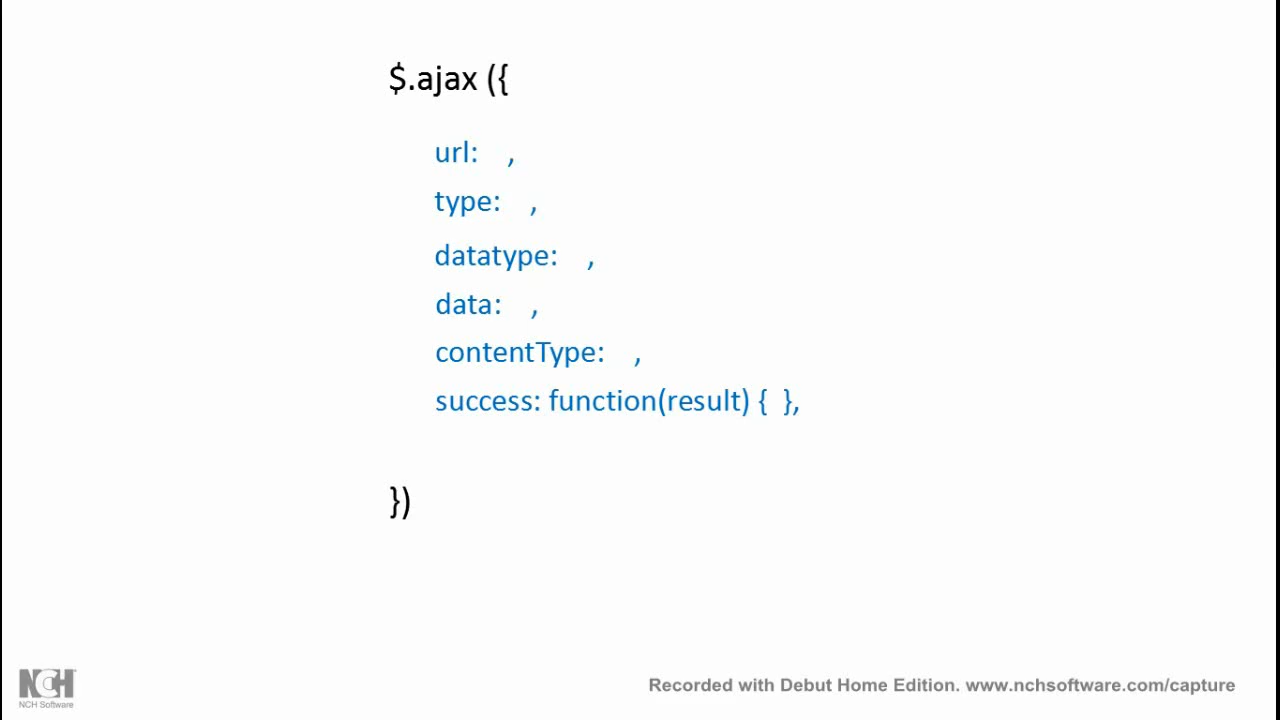 $.ajax ({
url: ,
type: ,
datatype: ,
data: ,
contentType: ,
success: function(result) { },
})
NCH
NCH Software
Recorded with Debut Home Edition. www.nchsoftware.com/capture